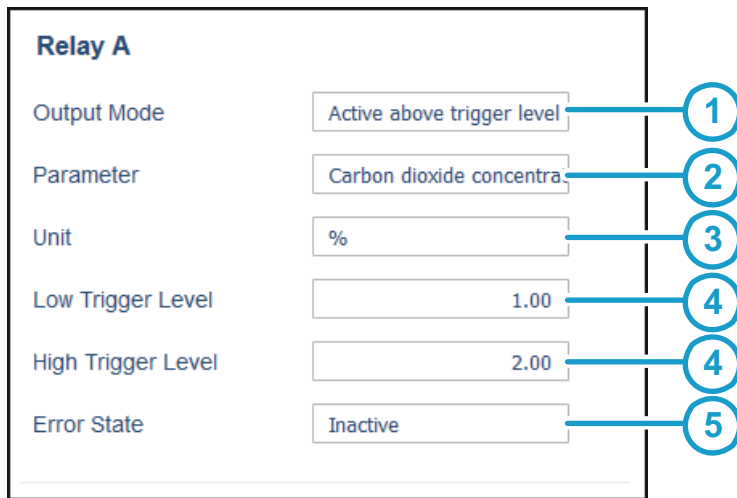 Relay A
Output Mode Active above trigger level 1
Parameter Carbon dioxide concentra 2
Unit % 3
Low Trigger Level 1.00 4
High Trigger Level 2.00 4
Error State Inactive 5